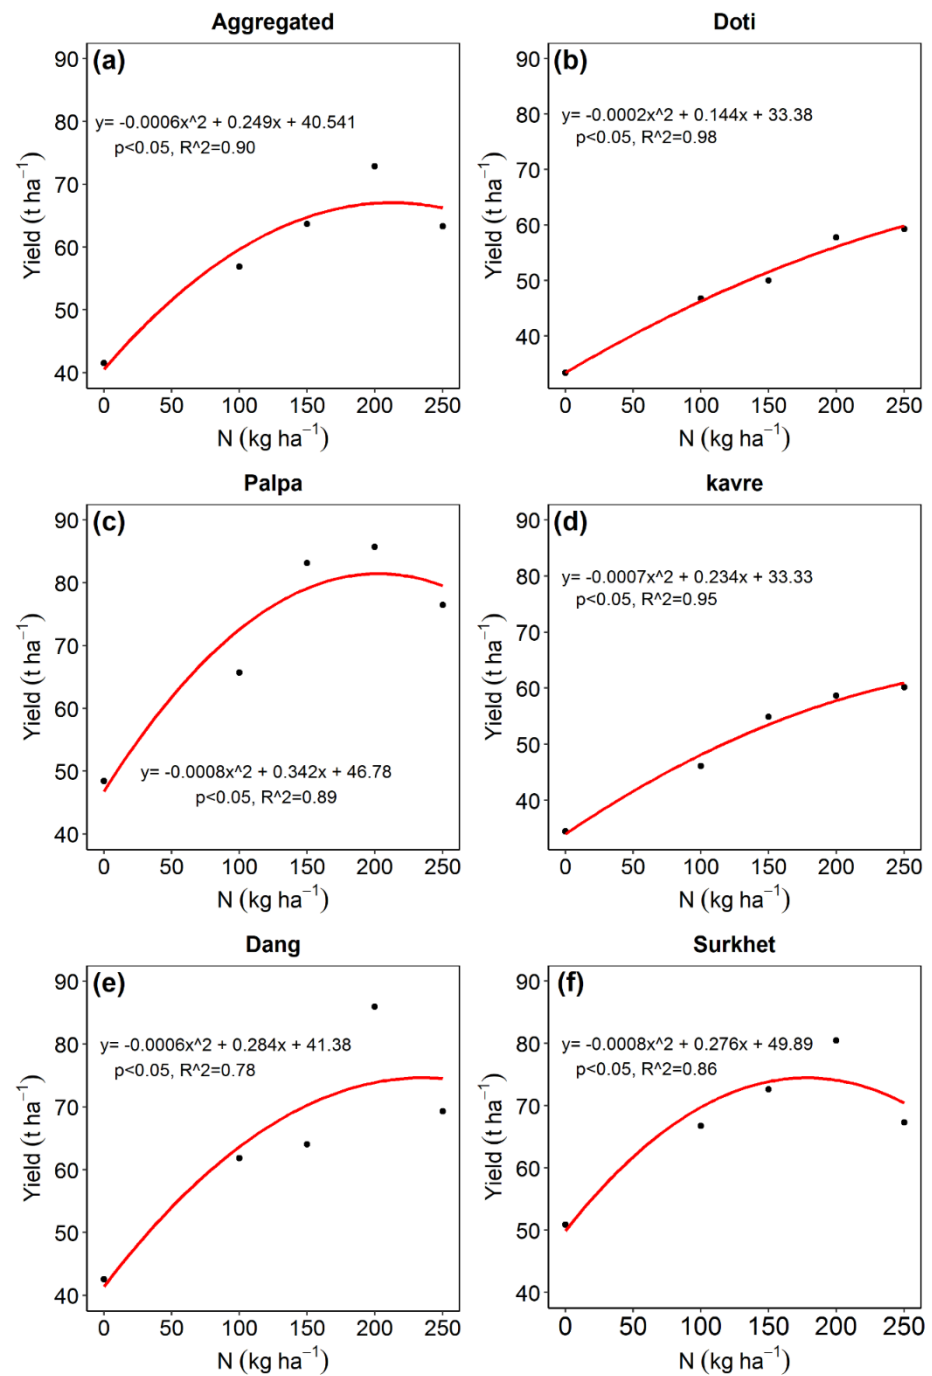 Aggregated
(a)
y= -0.0006x^2 + 0.249x + 40.541
p<0.05, R^2=0.90
90
80
70
60
50
40
Yield (t ha⁻¹)
0 50 100 150 200 250
N (kg ha⁻¹)
Doti
(b)
y= -0.0002x^2 + 0.144x + 33.38
p<0.05, R^2=0.98
90
80
70
60
50
40
Yield (t ha⁻¹)
0 50 100 150 200 250
N (kg ha⁻¹)
Palpa
(c)
90
80
70
60
50
40
Yield (t ha⁻¹)
y= -0.0008x^2 + 0.342x + 46.78
p<0.05, R^2=0.89
0 50 100 150 200 250
N (kg ha⁻¹)
kavre
(d)
y= -0.0007x^2 + 0.234x + 33.33
p<0.05, R^2=0.95
90
80
70
60
50
40
Yield (t ha⁻¹)
0 50 100 150 200 250
N (kg ha⁻¹)
Dang
(e)
y= -0.0006x^2 + 0.284x + 41.38
p<0.05, R^2=0.78
90
80
70
60
50
40
Yield (t ha⁻¹)
0 50 100 150 200 250
N (kg ha⁻¹)
Surkhet
(f)
y= -0.0008x^2 + 0.276x + 49.89
p<0.05, R^2=0.86
90
80
70
60
50
40
Yield (t ha⁻¹)
0 50 100 150 200 250
N (kg ha⁻¹)